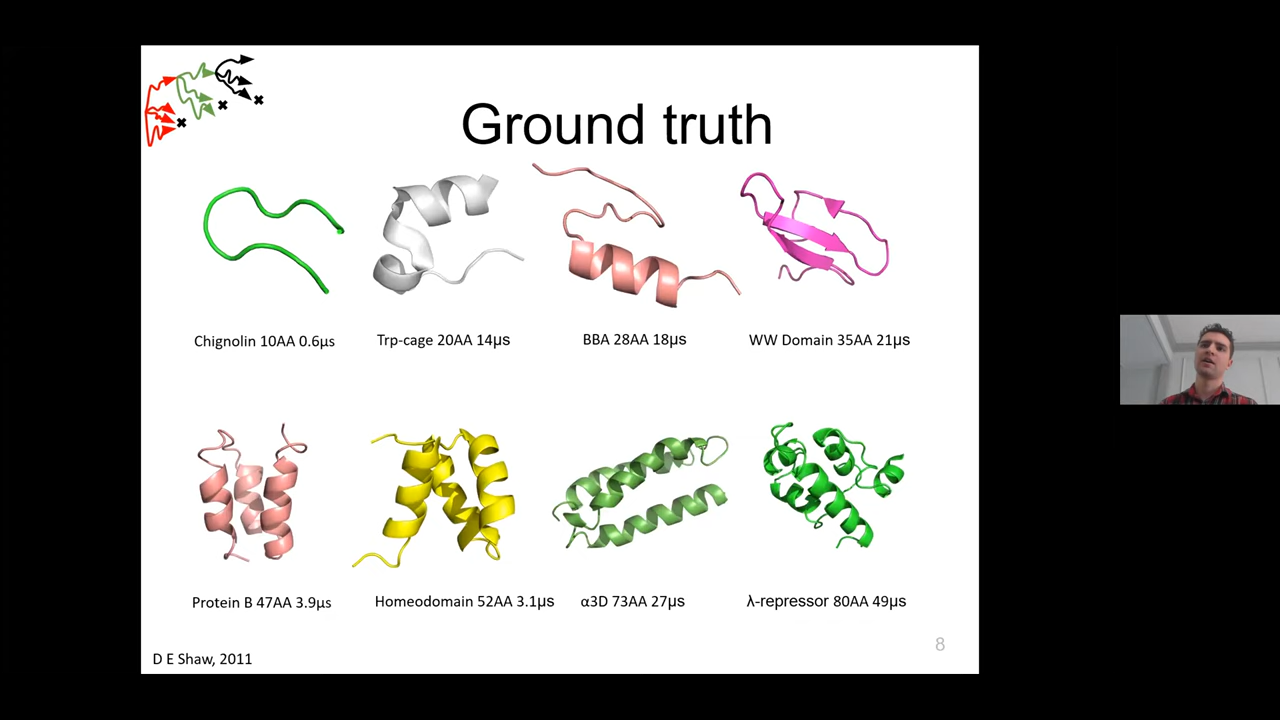 Ground truth
Chignolin 10AA 0.6µs
Trp-cage 20AA 14µs
BBA 28AA 18µs
WW Domain 35AA 21µs
Protein B 47AA 3.9µs
Homeodomain 52AA 3.1µs
α3D 73AA 27µs
λ-repressor 80AA 49µs
D E Shaw, 2011
8